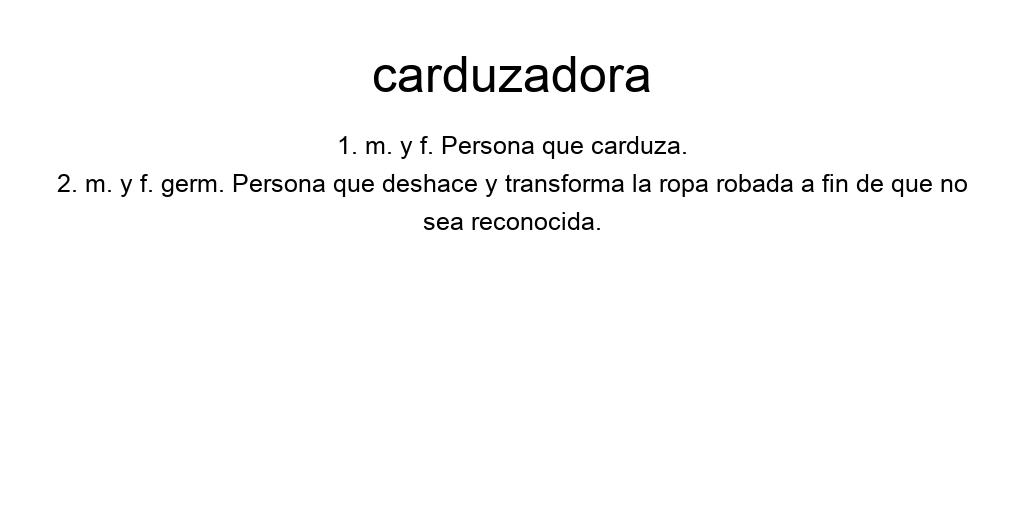 carduzadora
1. m. y f. Persona que carduza.
2. m. y f. germ. Persona que deshace y transforma la ropa robada a fin de que no
sea reconocida.